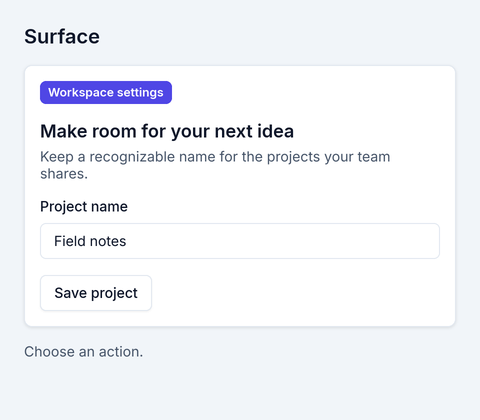 Surface
Workspace settings
Make room for your next idea
Keep a recognizable name for the projects your team
shares.
Project name
Field notes
Save project
Choose an action.